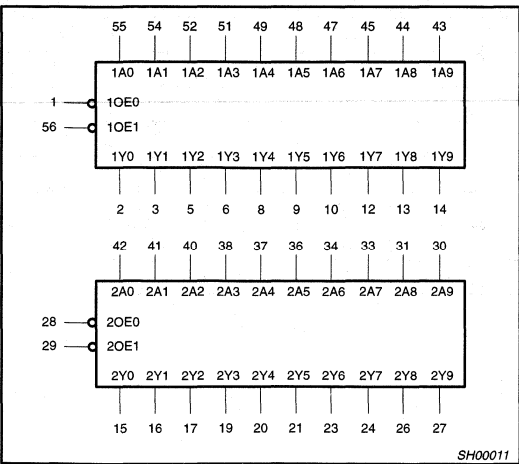 55 54 52 51 49 48 47 45 44 43
1A0 1A1 1A2 1A3 1A4 1A5 1A6 1A7 1A8 1A9
1 1OE0
56 1OE1
1Y0 1Y1 1Y2 1Y3 1Y4 1Y5 1Y6 1Y7 1Y8 1Y9
2 3 5 6 8 9 10 12 13 14
42 41 40 38 37 36 34 33 31 30
2A0 2A1 2A2 2A3 2A4 2A5 2A6 2A7 2A8 2A9
28 2OE0
29 2OE1
2Y0 2Y1 2Y2 2Y3 2Y4 2Y5 2Y6 2Y7 2Y8 2Y9
15 16 17 19 20 21 23 24 26 27
SH00011